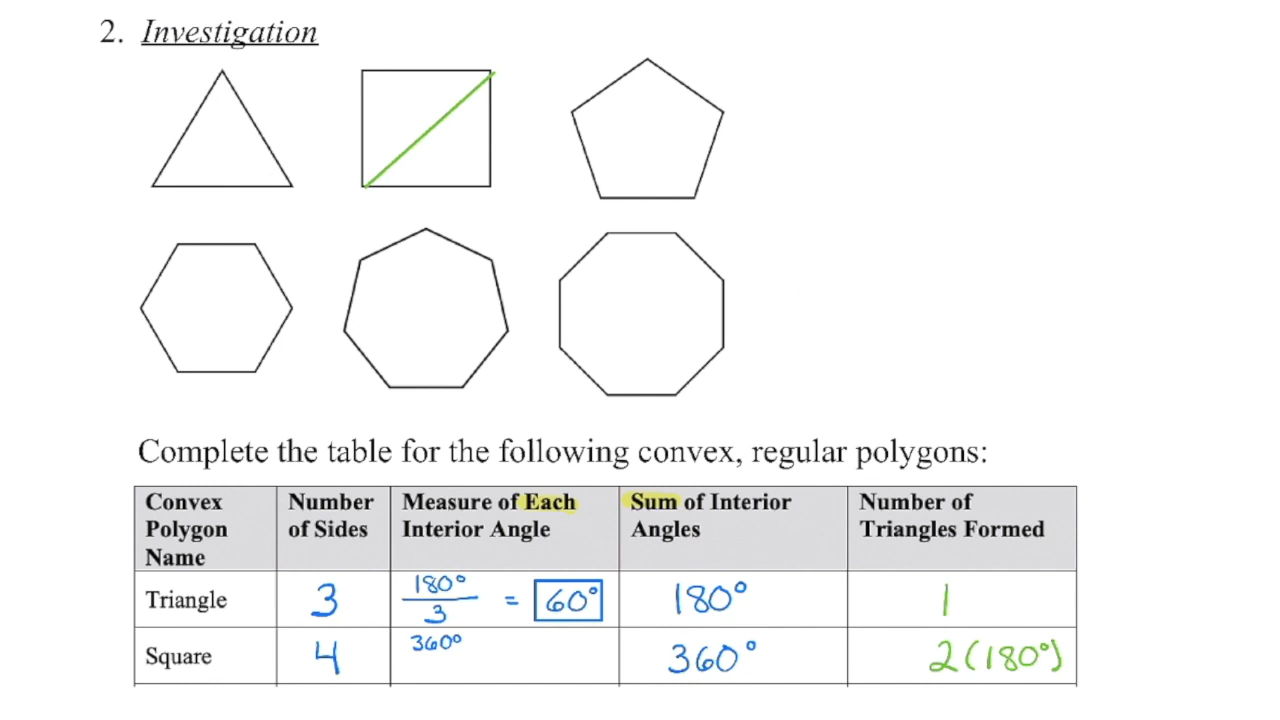 2. Investigation
Complete the table for the following convex, regular polygons:
Convex Polygon Name
Number of Sides
Measure of Each Interior Angle
Sum of Interior Angles
Number of Triangles Formed
Triangle
3
180°
3
= 60°
180°
1
Square
4
360°
360°
2(180°)